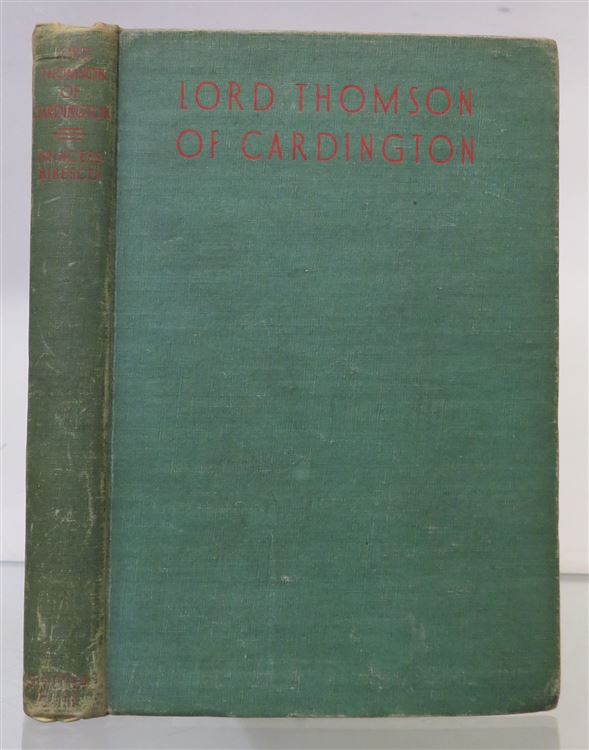 LORD
THOMSON
OF
CARDINGTON
PRINCESS
BIBESCO
LORD THOMSON
OF CARDINGTON